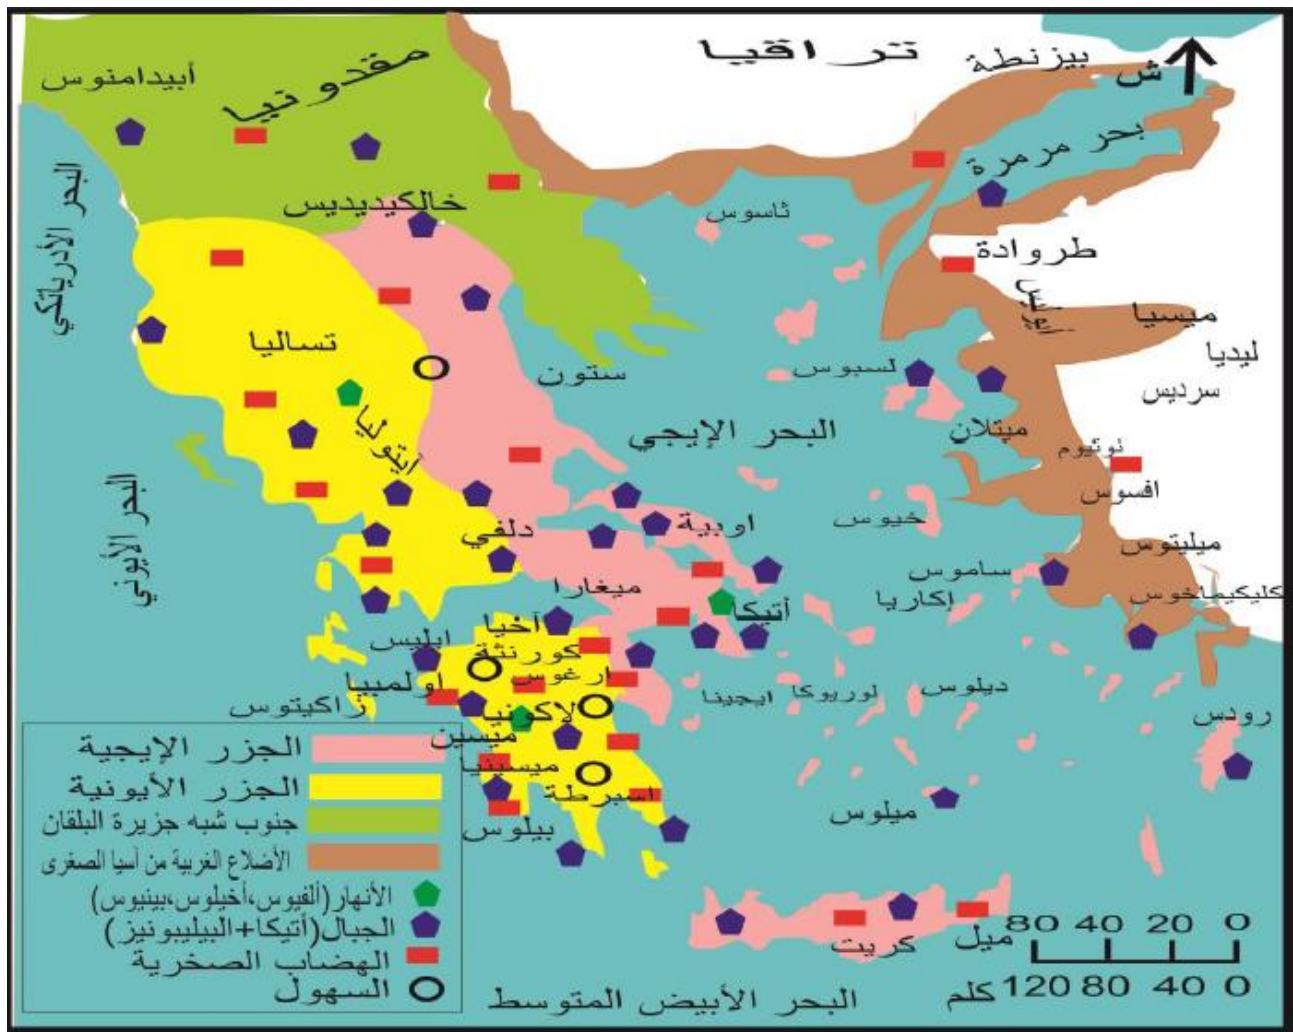 تراقيا
بيزنطة
ش
أبيدامنوس
مقدونيا
بحر مرمرة
البحر الأدرياتكي
خالكيديديس
ثاسوس
طروادة
ميسيا
ليديا
تساليا
ستون
لسبوس
سرديس
آيتوليا
البحر الإيجي
ميتلان
نوتيوم
افسوس
البحر الأيوني
دلفي
اوبية
خيوس
ميليتوس
ميغارا
أتيكا
ساموس
إكاريا
آخيا
ايليس
كورنثة
ارغوس
اولمبيا
ايجينا
لوريوكا
ديلوس
رودس
زاكيتوس
لاكونيا
ميسين
ميسينيا
اسبرطة
بيلوس
ميلوس
الجزر الإيجية
الجزر الأيونية
جنوب شبه جزيرة البلقان
الأضلاع الغربية من آسيا الصغرى
الأنهار(ألفيوس،أخيلوس،بينيوس)
الجبال(أتيكا+البيليبونيز)
الهضاب الصخرية
السهول
كريت
ميل 80 40 20 0
كلم 120 80 40 0
البحر الأبيض المتوسط